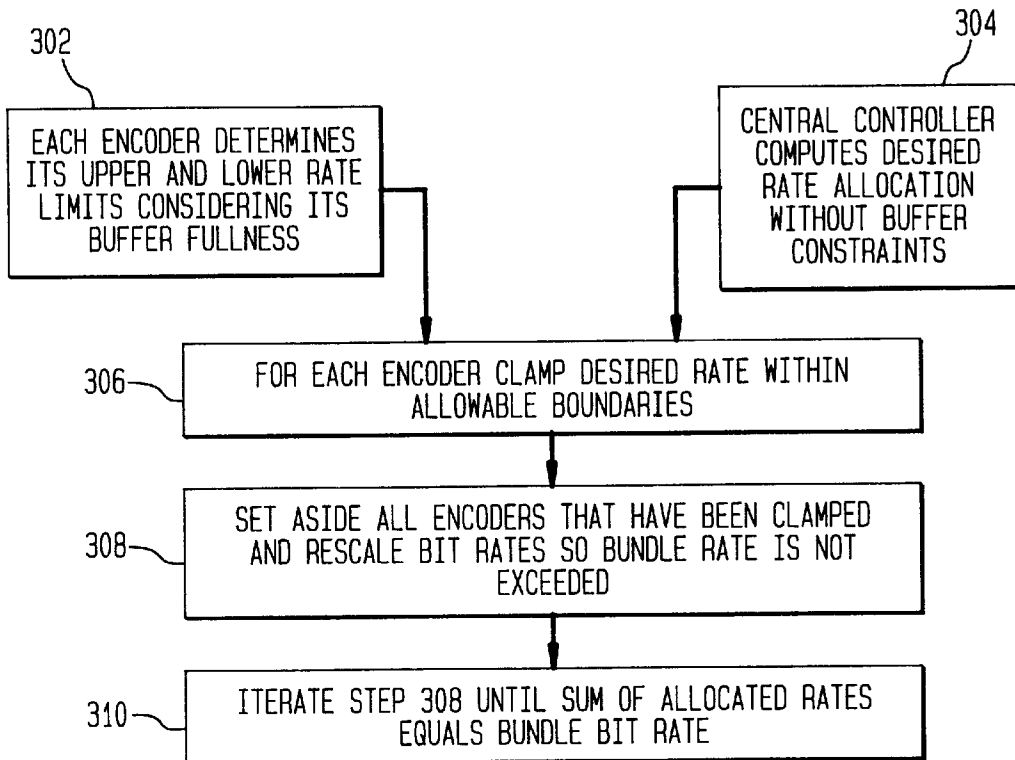 302
304
EACH ENCODER DETERMINES
ITS UPPER AND LOWER RATE
LIMITS CONSIDERING ITS
BUFFER FULLNESS
CENTRAL CONTROLLER
COMPUTES DESIRED
RATE ALLOCATION
WITHOUT BUFFER
CONSTRAINTS
306
FOR EACH ENCODER CLAMP DESIRED RATE WITHIN
ALLOWABLE BOUNDARIES
308
SET ASIDE ALL ENCODERS THAT HAVE BEEN CLAMPED
AND RESCALE BIT RATES SO BUNDLE RATE IS NOT
EXCEEDED
310
ITERATE STEP 308 UNTIL SUM OF ALLOCATED RATES
EQUALS BUNDLE BIT RATE